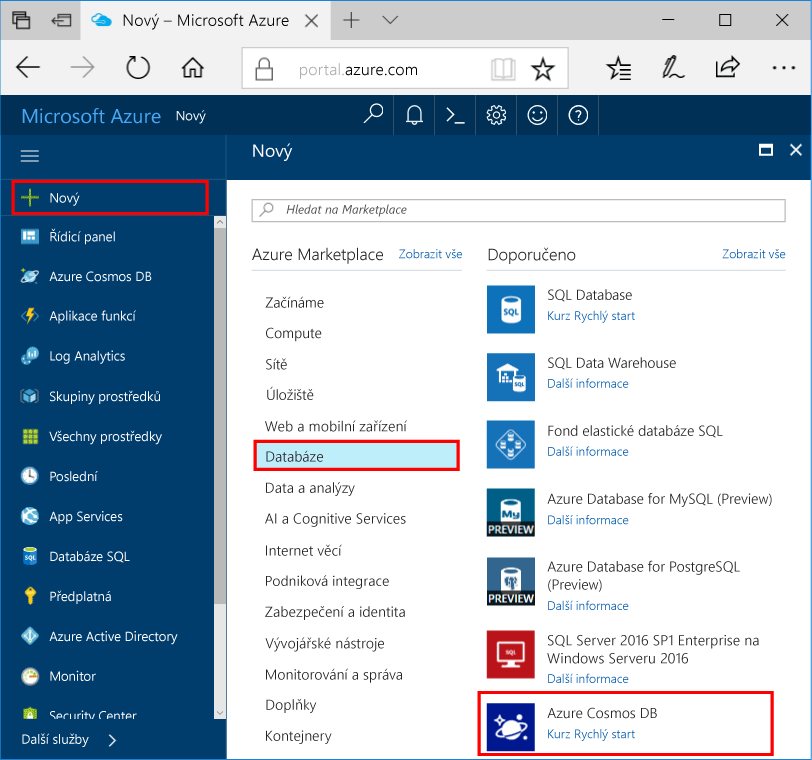 Nový – Microsoft Azure
portal.azure.com
Microsoft Azure Nový
Nový
Řídicí panel
Azure Cosmos DB
Aplikace funkcí
Log Analytics
Skupiny prostředků
Všechny prostředky
Poslední
App Services
SQL
Databáze SQL
Předplatná
Azure Active Directory
Monitor
Security Center
Další služby
Nový
Hledat na Marketplace
Azure Marketplace Zobrazit vše
Začínáme
Compute
Sítě
Úložiště
Web a mobilní zařízení
Databáze
Data a analýzy
AI a Cognitive Services
Internet věcí
Podniková integrace
Zabezpečení a identita
Vývojářské nástroje
Monitorování a správa
Doplňky
Kontejnery
Doporučeno Zobrazit vše
SQL
SQL Database
Kurz Rychlý start
SQL
SQL Data Warehouse
Další informace
Fond elastické databáze SQL
Další informace
My
PREVIEW
Azure Database for MySQL (Preview)
Další informace
PREVIEW
Azure Database for PostgreSQL
(Preview)
Další informace
SQL
SQL Server 2016 SP1 Enterprise na
Windows Serveru 2016
Další informace
Azure Cosmos DB
Kurz Rychlý start